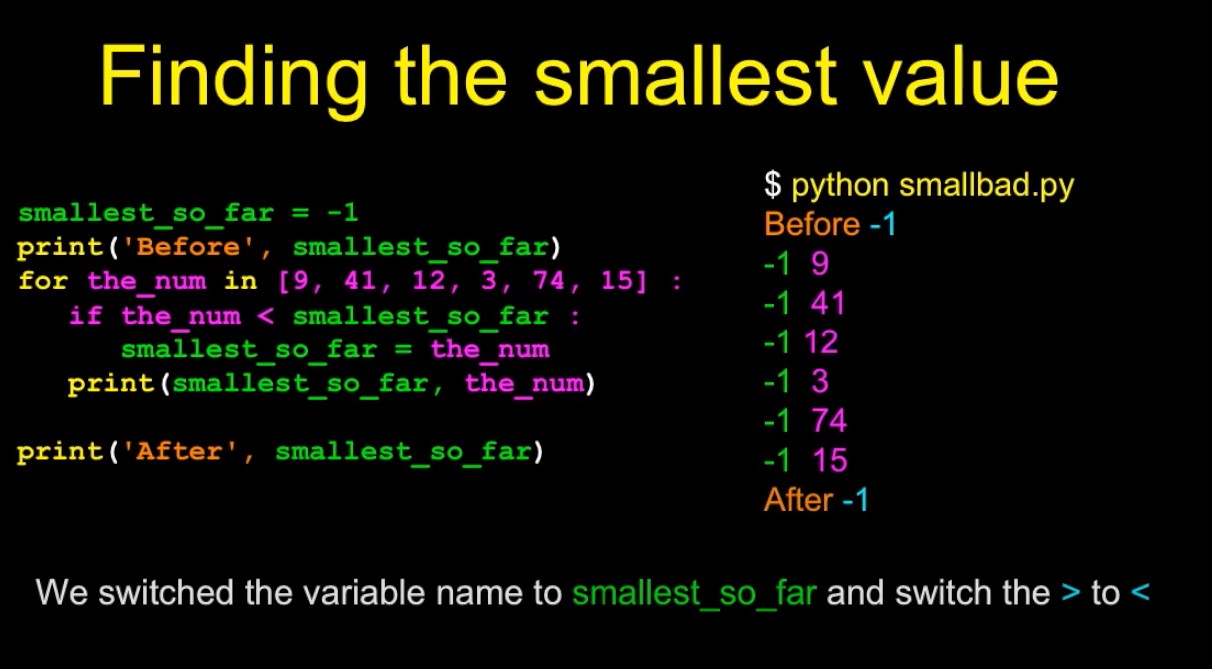 Finding the smallest value
smallest_so_far = -1
print('Before', smallest_so_far)
for the_num in [9, 41, 12, 3, 74, 15] :
   if the_num < smallest_so_far :
      smallest_so_far = the_num
   print(smallest_so_far, the_num)
print('After', smallest_so_far)
$ python smallbad.py
Before -1
-1 9
-1 41
-1 12
-1 3
-1 74
-1 15
After -1
We switched the variable name to smallest_so_far and switch the > to <